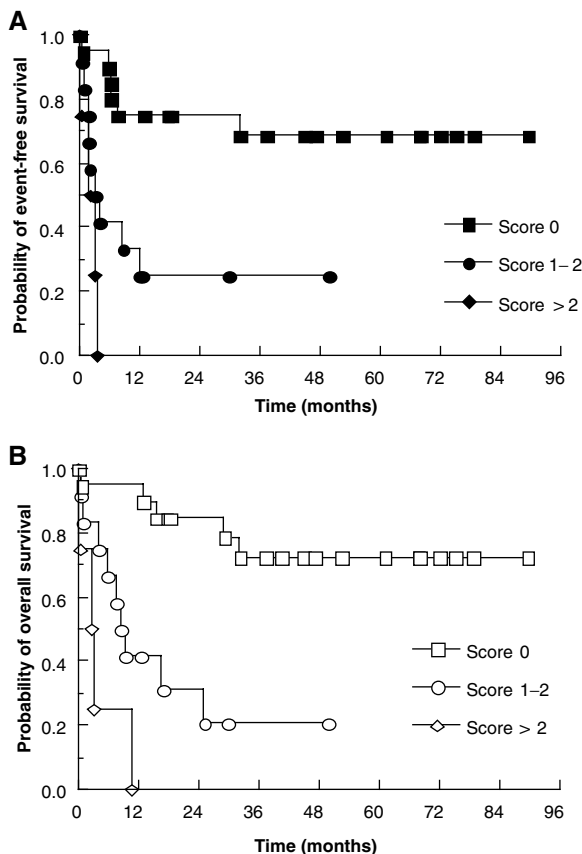 A
Probability of event-free survival
1.0
0.8
0.6
0.4
0.2
0.0
Score 0
Score 1–2
Score > 2
0 12 24 36 48 60 72 84 96
Time (months)
B
Probability of overall survival
1.0
0.8
0.6
0.4
0.2
0.0
Score 0
Score 1–2
Score > 2
0 12 24 36 48 60 72 84 96
Time (months)